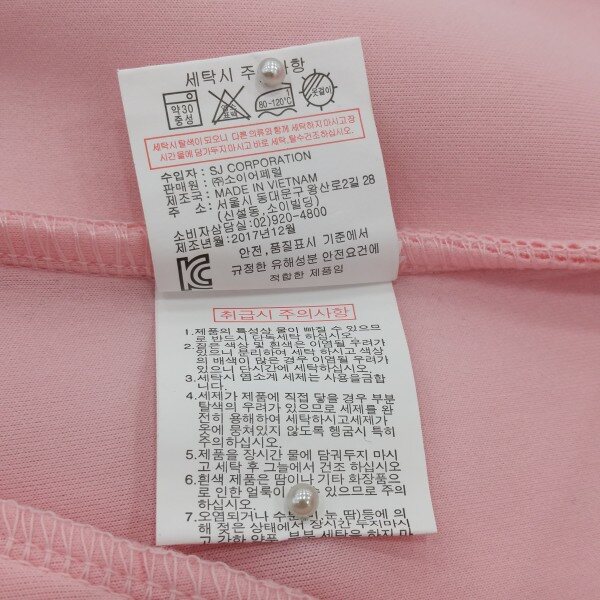 세탁시 주의사항
약30
중성
80~120℃
옷걸이
세탁시 탈색이 되오니 다른 의류와 함께 세탁하지 마시고 장
시간 물에 담가두지 마시고 바로 세탁, 탈수건조 하십시오.
수입자 : SJ CORPORATION
판매원 : ㈜소이어페럴
제조국 : MADE IN VIETNAM
주 소 : 서울시 동대문구 왕산로2길 28
(신설동, 소이빌딩)
소비자상담실:02)920-4800
제조년월:2017년12월
안전,품질표시 기준에서
규정한 유해성분 안전요건에
적합한 제품임
취급시 주의사항
1.제품의 특성상 물이 빠질 수 있으므
로 반드시 단독세탁 하십시오.
2.짙은 색상 및 흰색은 이염될 우려가
있으니 분리하여 세탁 하시고 색상
의 배색이 많은 경우 이염될 우려가
있으니 단시간에 세탁하십시오.
3.세탁시 염소계 세제는 사용을금합
니다.
4.세제가 제품에 직접 닿을 경우 부분
탈색의 우려가 있으므로 세제를 완
전히 용해하여 세탁하시고세제가
옷에 뭉쳐있지 않도록 헹굼시 특히
주의하십시오.
5.제품을 장시간 물에 담궈두지 마시
고 세탁 후 그늘에서 건조 하십시오
6.흰색 제품은 땀이나 기타 화장품으
로 인한 얼룩이 있으므로 주의
하십시오.
7.오염되거나 수분 눈, 땀)등에 의
해 젖은 상태에서 장시간 두지마시
고 강한 약품, 부분 세탁을 하지 마